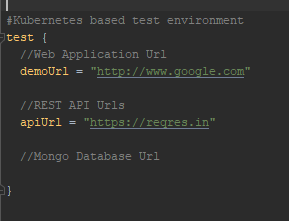 #Kubernetes based test environment
test {
//Web Application Url
demoUrl = "http://www.google.com"
//REST API Urls
apiUrl = "https://reqres.in"
//Mongo Database Url
}